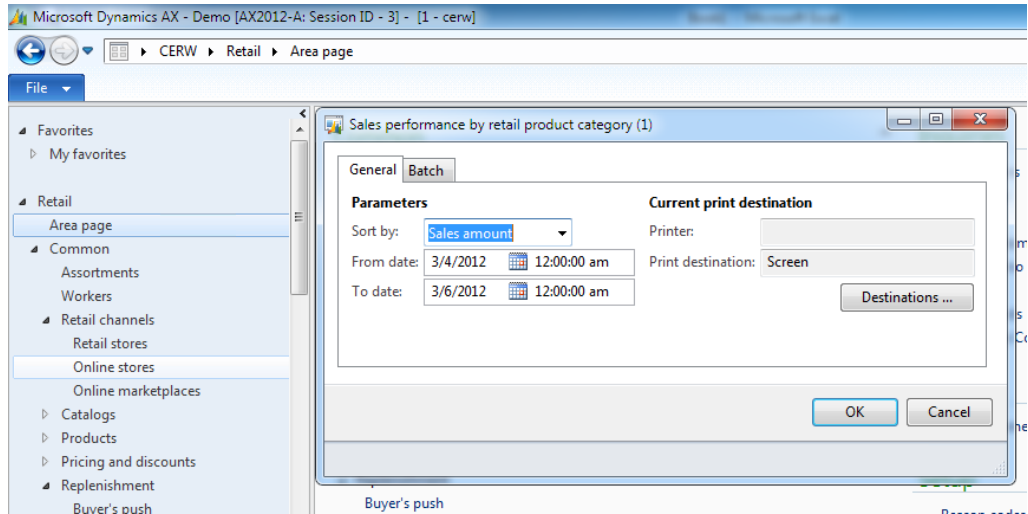 Microsoft Dynamics AX - Demo [AX2012-A: Session ID - 3] - [1 - cerw]
CERW Retail Area page
File
Favorites
My favorites
Retail
Area page
Common
Assortments
Workers
Retail channels
Retail stores
Online stores
Online marketplaces
Catalogs
Products
Pricing and discounts
Replenishment
Buyer's push
Sales performance by retail product category (1)
General Batch
Parameters Current print destination
Sort by: Sales amount Printer:
From date: 3/4/2012 12:00:00 am Print destination: Screen
To date: 3/6/2012 12:00:00 am
Destinations ...
OK Cancel
Buyer's push